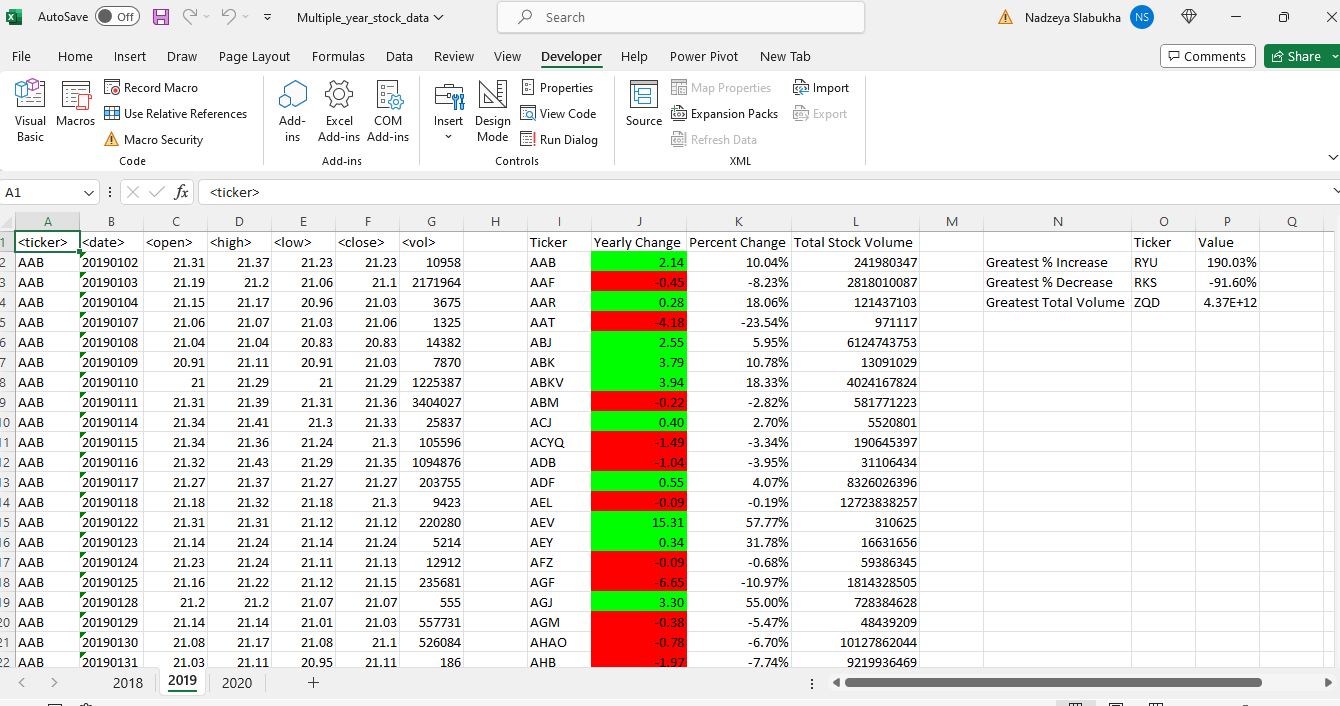 AutoSave Off Multiple_year_stock_data Search Nadzeya Slabukha NS
File Home Insert Draw Page Layout Formulas Data Review View Developer Help Power Pivot New Tab Comments Share
Visual Basic Macros Record Macro Use Relative References Macro Security Add-ins Excel Add-ins COM Add-ins Insert Design Mode Properties View Code Run Dialog Source Map Properties Expansion Packs Refresh Data Import Export
Code Add-ins Controls XML
A1 fx <ticker>
A B C D E F G H I J K L M N O P Q
1 <ticker> <date> <open> <high> <low> <close> <vol> Ticker Yearly Change Percent Change Total Stock Volume Ticker Value
2 AAB 20190102 21.31 21.37 21.23 21.23 10958 AAB 2.14 10.04% 241980347 Greatest % Increase RYU 190.03%
3 AAB 20190103 21.19 21.2 21.06 21.1 2171964 AAF -0.45 -8.23% 2818010087 Greatest % Decrease RKS -91.60%
4 AAB 20190104 21.15 21.17 20.96 21.03 3675 AAR 0.28 18.06% 121437103 Greatest Total Volume ZQD 4.37E+12
5 AAB 20190107 21.06 21.07 21.03 21.06 1325 AAT -4.18 -23.54% 971117
6 AAB 20190108 21.04 21.04 20.83 20.83 14382 ABJ 2.55 5.95% 6124743753
7 AAB 20190109 20.91 21.11 20.91 21.03 7870 ABK 3.79 10.78% 13091029
8 AAB 20190110 21 21.29 21 21.29 1225387 ABKV 3.94 18.33% 4024167824
9 AAB 20190111 21.31 21.39 21.31 21.36 3404027 ABM -0.22 -2.82% 581771223
10 AAB 20190114 21.34 21.41 21.3 21.33 25837 ACJ 0.40 2.70% 5520801
11 AAB 20190115 21.34 21.36 21.24 21.3 105596 ACYQ -1.49 -3.34% 190645397
12 AAB 20190116 21.32 21.43 21.29 21.35 1094876 ADB -1.04 -3.95% 31106434
13 AAB 20190117 21.27 21.37 21.27 21.27 203755 ADF 0.55 4.07% 8326026396
14 AAB 20190118 21.18 21.32 21.18 21.3 9423 AEL -0.09 -0.19% 12723838257
15 AAB 20190122 21.31 21.31 21.12 21.12 220280 AEV 15.31 57.77% 310625
16 AAB 20190123 21.14 21.24 21.14 21.24 5214 AEY 0.34 31.78% 16631656
17 AAB 20190124 21.23 21.24 21.11 21.13 12912 AFZ -0.09 -0.68% 59386345
18 AAB 20190125 21.16 21.22 21.12 21.15 235681 AGF -6.65 -10.97% 1814328505
19 AAB 20190128 21.2 21.2 21.07 21.07 555 AGJ 3.30 55.00% 728384628
20 AAB 20190129 21.14 21.14 21.01 21.03 557731 AGM -0.38 -5.47% 48439209
21 AAB 20190130 21.08 21.17 21.08 21.1 526084 AHAO -0.78 -6.70% 10127862044
22 AAB 20190131 21.03 21.11 20.95 21.11 186 AHB -1.97 -7.74% 9219936469
2018 2019 2020